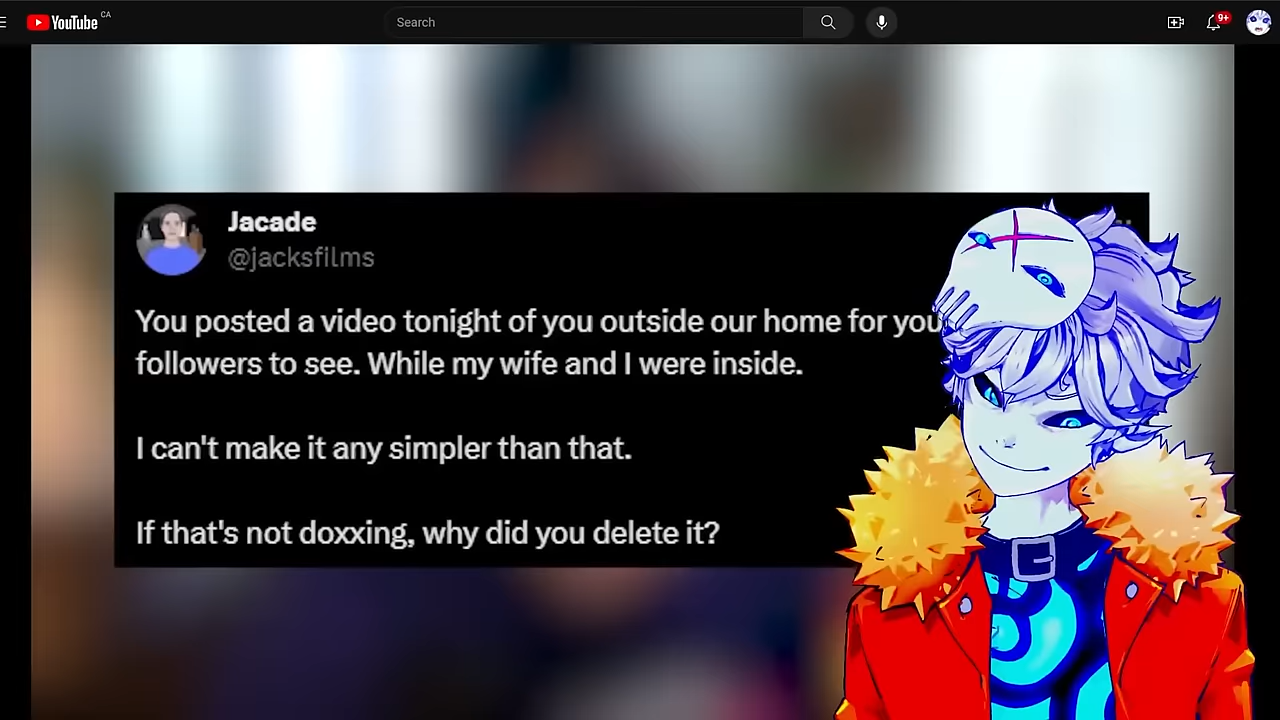 YouTube CA
Search
9+
Jacade
@jacksfilms
You posted a video tonight of you outside our home for you
followers to see. While my wife and I were inside.
I can't make it any simpler than that.
If that's not doxxing, why did you delete it?